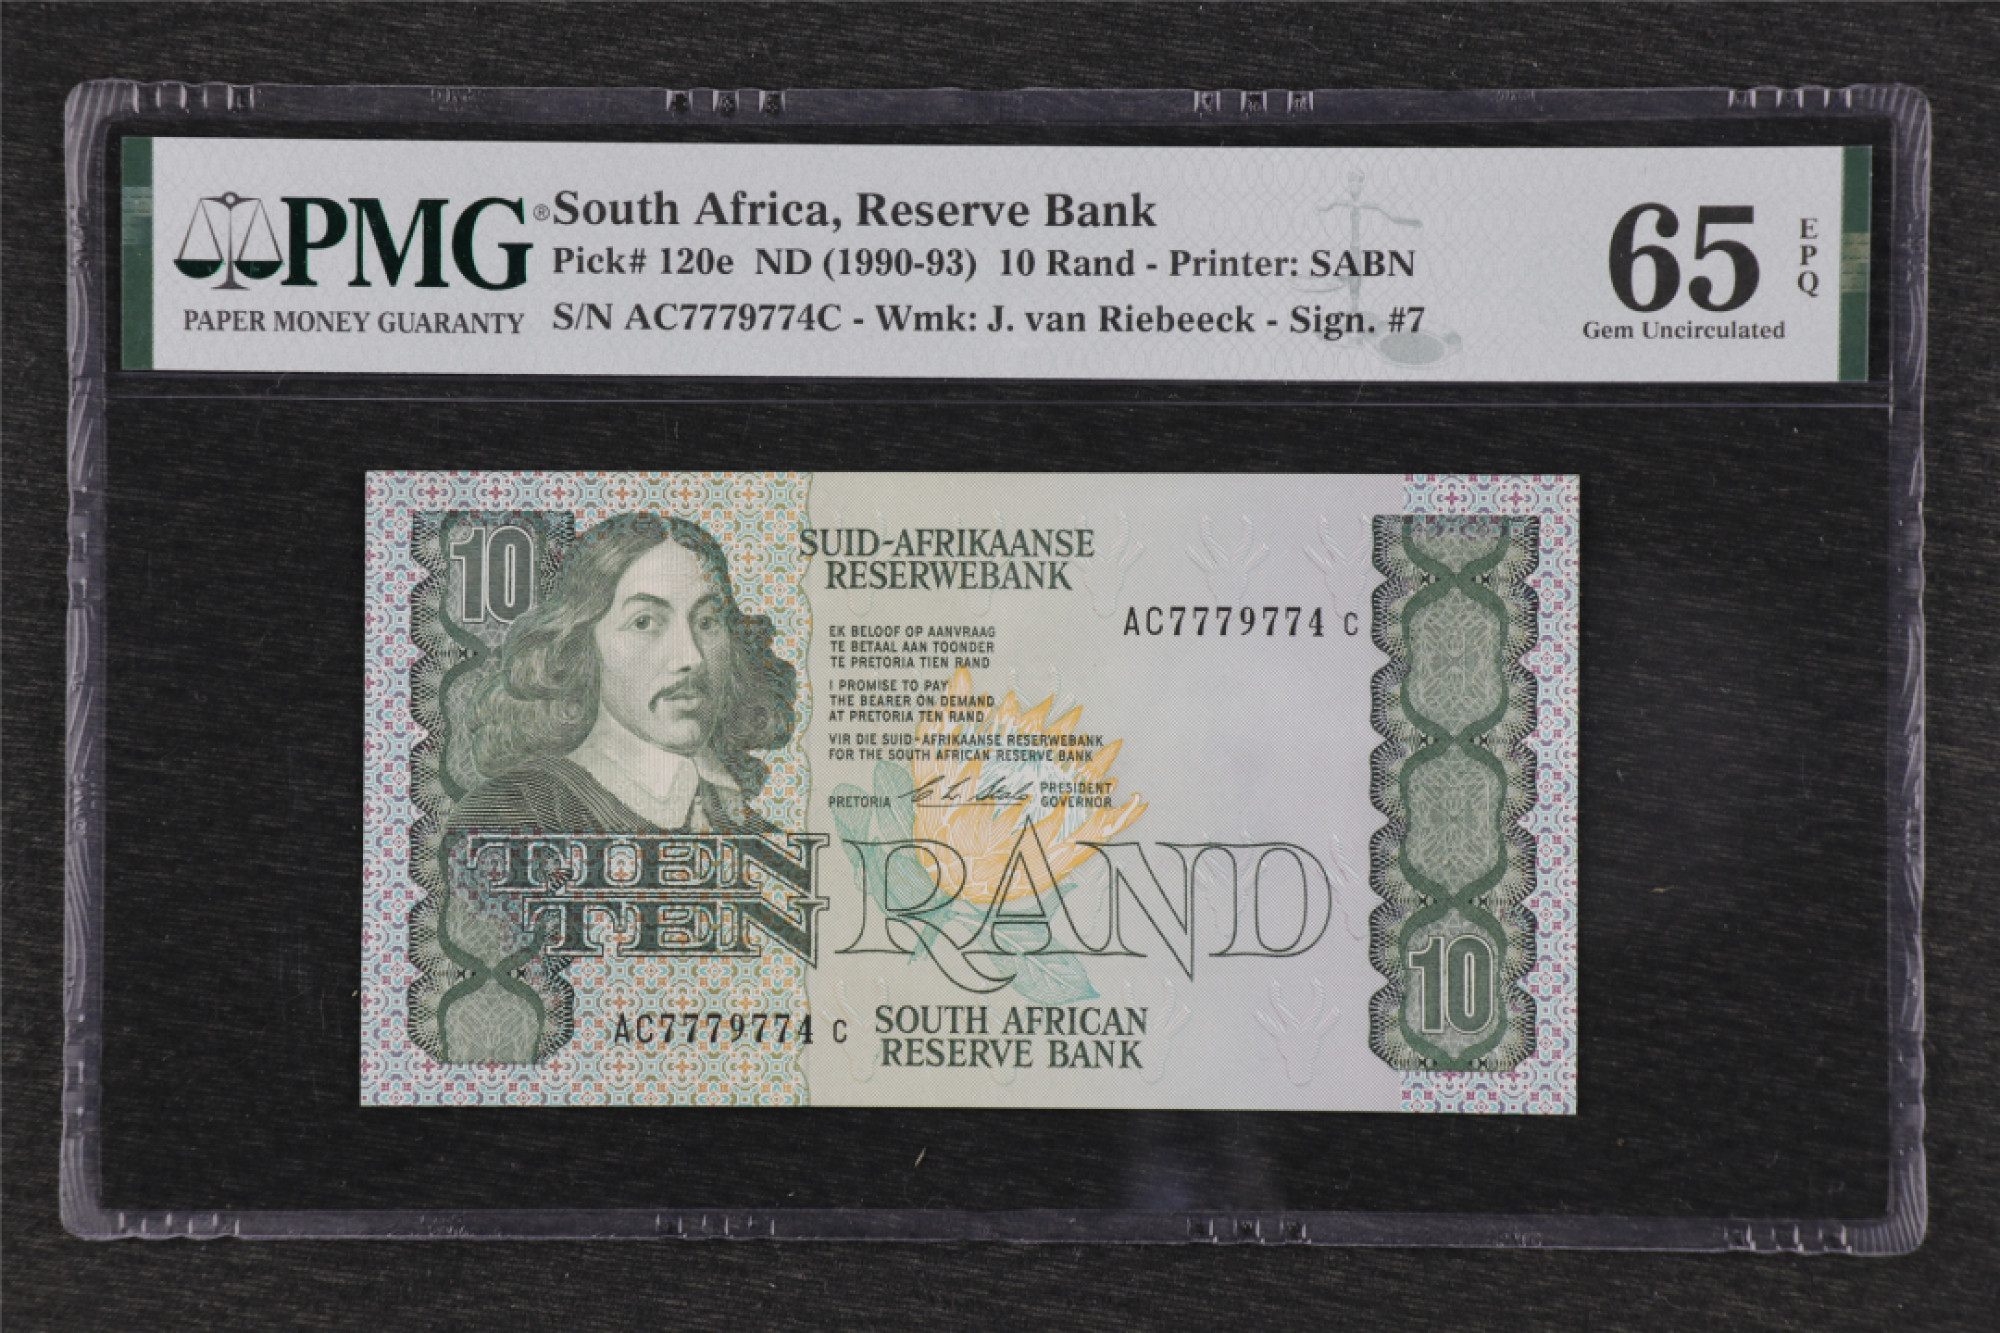 PMG®
PAPER MONEY GUARANTY
South Africa, Reserve Bank
Pick# 120e ND (1990-93) 10 Rand - Printer: SABN
S/N AC7779774C - Wmk: J. van Riebeeck - Sign. #7
65
EPQ
Gem Uncirculated
10
SUID-AFRIKAANSE
RESERWEBANK
AC7779774 C
EK BELOOF OP AANVRAAG
TE BETAAL AAN TOONDER
TE PRETORIA TIEN RAND
I PROMISE TO PAY
THE BEARER ON DEMAND
AT PRETORIA TEN RAND
VIR DIE SUID-AFRIKAANSE RESERWEBANK
FOR THE SOUTH AFRICAN RESERVE BANK
PRETORIA
PRESIDENT
GOVERNOR
TIEN
TEN
RAND
10
AC7779774 C
SOUTH AFRICAN
RESERVE BANK